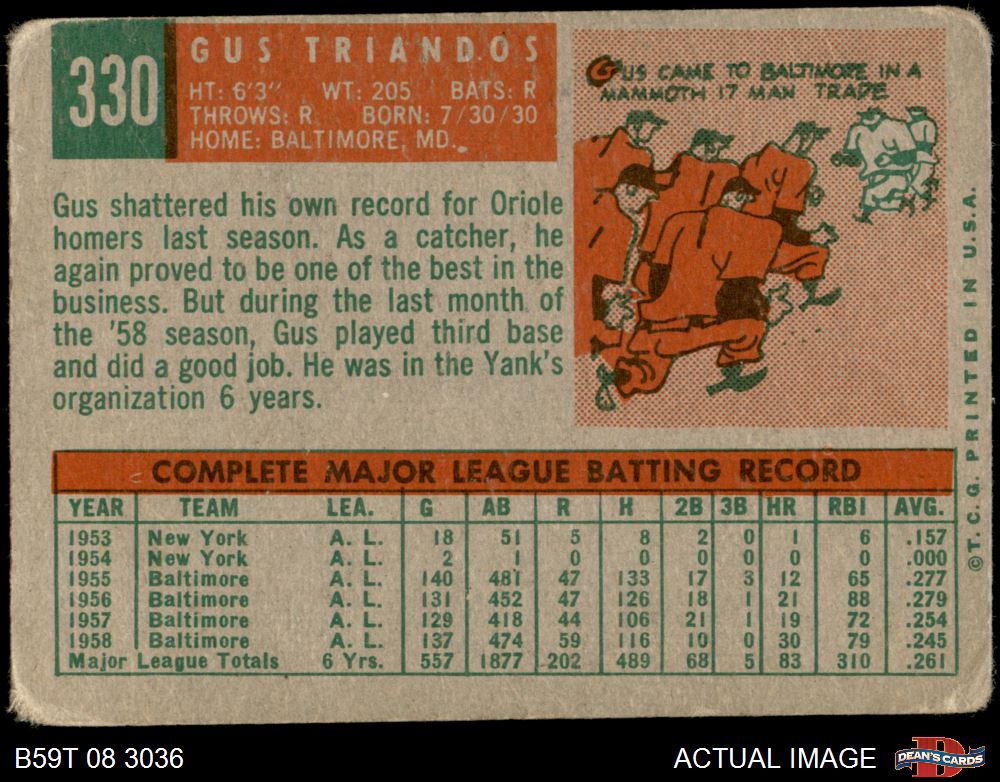 330
GUS TRIANDOS
HT: 6'3" WT: 205 BATS: R
THROWS: R BORN: 7/30/30
HOME: BALTIMORE, MD.
GUS CAME TO BALTIMORE IN A
MAMMOTH 17 MAN TRADE
Gus shattered his own record for Oriole
homers last season. As a catcher, he
again proved to be one of the best in the
business. But during the last month of
the '58 season, Gus played third base
and did a good job. He was in the Yank's
organization 6 years.
COMPLETE MAJOR LEAGUE BATTING RECORD
YEAR TEAM LEA. G AB R H 2B 3B HR RBI AVG.
1953 New York A. L. 18 51 5 8 2 0 1 6 .157
1954 New York A. L. 2 1 0 0 0 0 0 0 .000
1955 Baltimore A. L. 140 481 47 133 17 3 12 65 .277
1956 Baltimore A. L. 131 452 47 126 18 1 21 88 .279
1957 Baltimore A. L. 129 418 44 106 21 1 19 72 .254
1958 Baltimore A. L. 137 474 59 116 10 0 30 79 .245
Major League Totals 6 Yrs. 557 1877 202 489 68 5 83 310 .261
©T. C. G. PRINTED IN U.S.A.
B59T 08 3036
ACTUAL IMAGE
D
DEAN'S CARDS